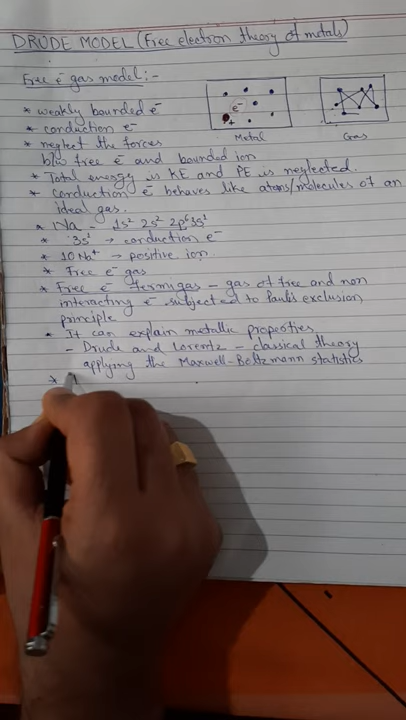 DRUDE MODEL (Free electron theory of metals)
Free e⁻ gas model:-
e⁻
+
Metal
Gas
* weakly bounded e⁻
* conduction e⁻
* neglect the forces
b/w free e⁻ and bounded ion
* Total energy is KE and PE is neglected.
* conduction e⁻ behaves like atoms/molecules of an
ideal gas.
* Na - 1s² 2s² 2p⁶ 3s¹
* 3s¹ → conduction e⁻
* 10 Na⁺ → positive ion
* Free e⁻ gas
* Free e⁻ fermigas - gas of free and non
interacting e⁻ subjected to Pauli's exclusion
principle
* It can explain metallic properties
- Drude and Lorentz - classical theory
applying the Maxwell-Boltzmann statistics
*